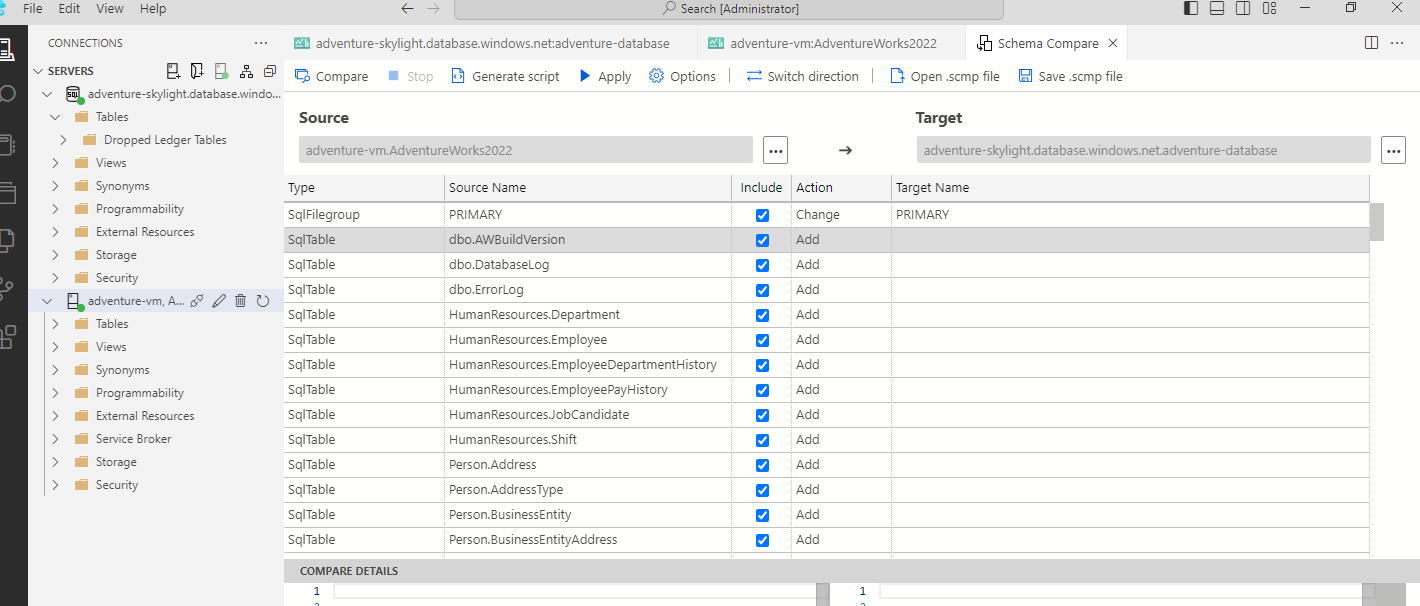 File Edit View Help
Search [Administrator]
CONNECTIONS ...
SERVERS
adventure-skylight.database.windo...
Tables
Dropped Ledger Tables
Views
Synonyms
Programmability
External Resources
Storage
Security
adventure-vm, A...
Tables
Views
Synonyms
Programmability
External Resources
Service Broker
Storage
Security
adventure-skylight.database.windows.net:adventure-database adventure-vm:AdventureWorks2022 Schema Compare
Compare Stop Generate script Apply Options Switch direction Open .scmp file Save .scmp file
Source Target
adventure-vm.AdventureWorks2022 ... adventure-skylight.database.windows.net.adventure-database ...
Type Source Name Include Action Target Name
SqlFilegroup PRIMARY Change PRIMARY
SqlTable dbo.AWBuildVersion Add
SqlTable dbo.DatabaseLog Add
SqlTable dbo.ErrorLog Add
SqlTable HumanResources.Department Add
SqlTable HumanResources.Employee Add
SqlTable HumanResources.EmployeeDepartmentHistory Add
SqlTable HumanResources.EmployeePayHistory Add
SqlTable HumanResources.JobCandidate Add
SqlTable HumanResources.Shift Add
SqlTable Person.Address Add
SqlTable Person.AddressType Add
SqlTable Person.BusinessEntity Add
SqlTable Person.BusinessEntityAddress Add
COMPARE DETAILS
1 1